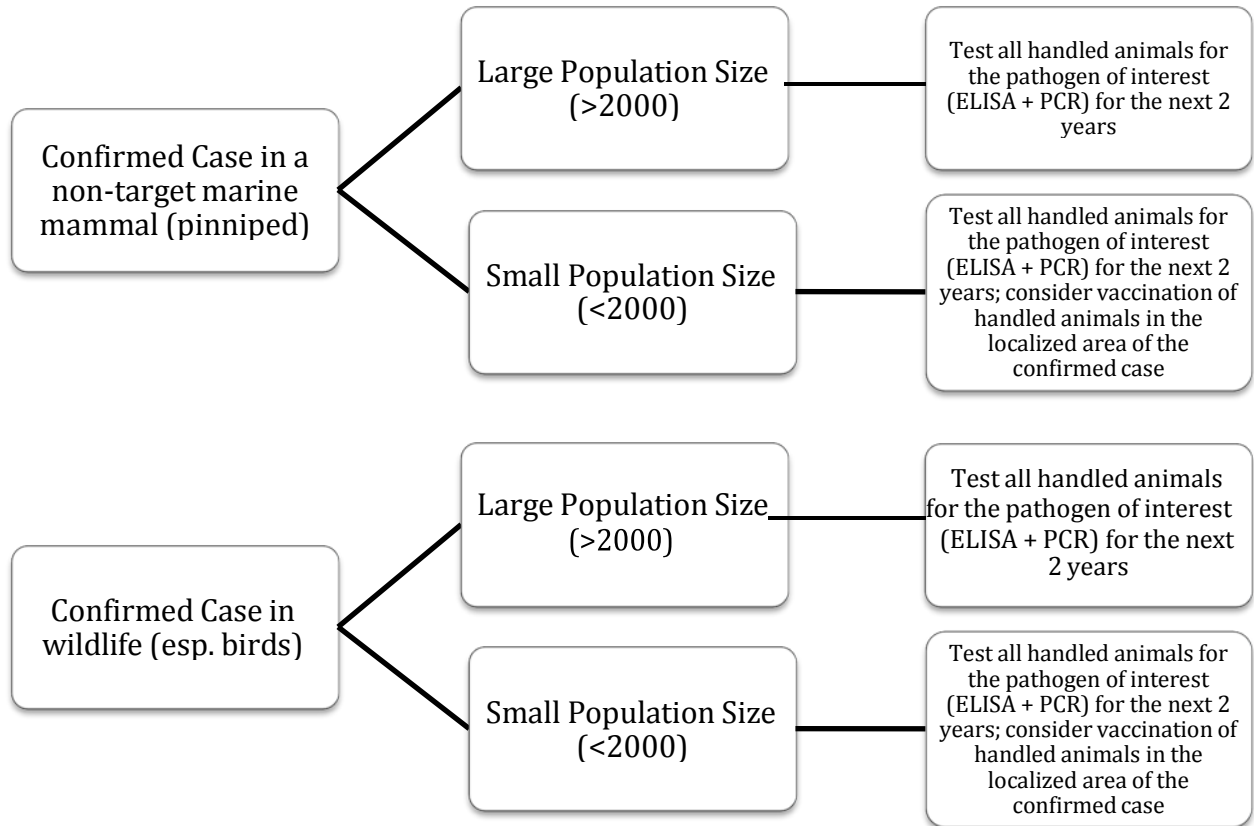 Confirmed Case in a
non-target marine
mammal (pinniped)
Large Population Size
(>2000)
Test all handled animals for
the pathogen of interest
(ELISA + PCR) for the next 2
years
Small Population Size
(<2000)
Test all handled animals for
the pathogen of interest
(ELISA + PCR) for the next 2
years; consider vaccination of
handled animals in the
localized area of the
confirmed case
Confirmed Case in
wildlife (esp. birds)
Large Population Size
(>2000)
Test all handled animals
for the pathogen of interest
(ELISA + PCR) for the next
2 years
Small Population Size
(<2000)
Test all handled animals for
the pathogen of interest
(ELISA + PCR) for the next 2
years; consider vaccination of
handled animals in the
localized area of the
confirmed case